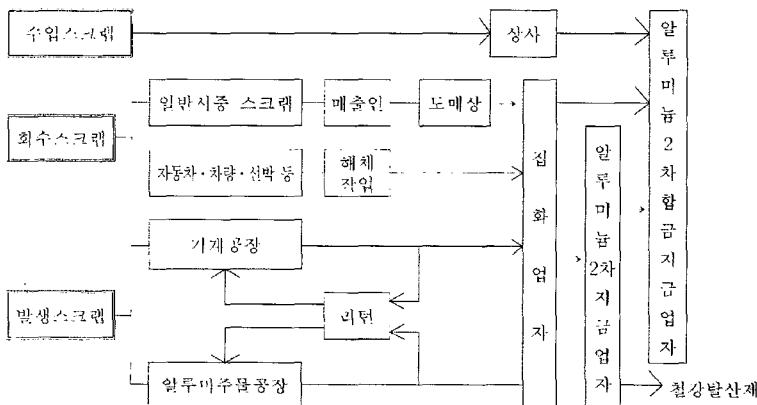 수입스크랩
상사
알루미늄2차합금지금업자
일반시중 스크랩
매출인
도매상
회수스크랩
자동차·차량·선박 등
해체
작업
집화업자
알루미늄2차지금업자
기계공장
리턴
발생스크랩
알루미주물공장
철강탈산제